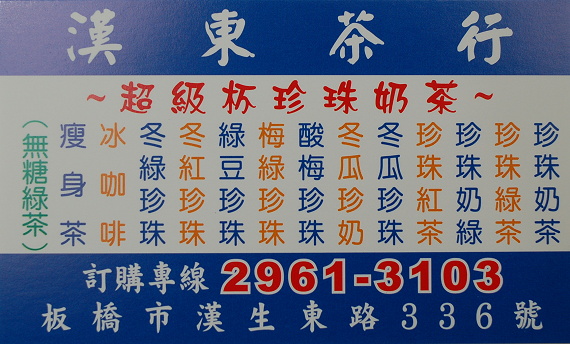 漢東茶行
~超級杯珍珠奶茶~
珍珠奶茶
珍珠綠茶
珍珠奶綠
珍珠紅茶
冬瓜珍珠
冬瓜珍奶
酸梅珍珠
梅綠珍珠
綠豆珍珠
冬紅珍珠
冬綠珍珠
冰咖啡
瘦身茶
(無糖綠茶)
訂購專線 2961-3103
板橋市漢生東路336號